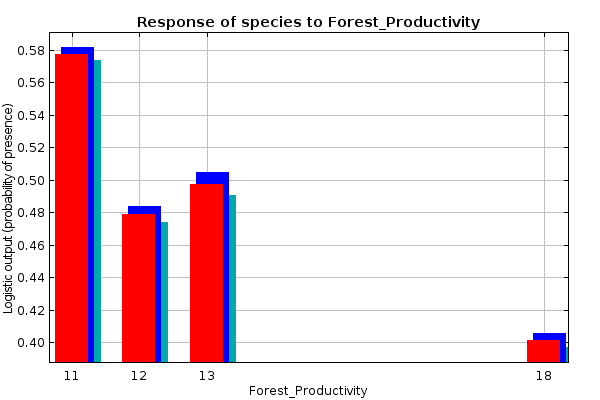 Response of species to Forest_Productivity
Logistic output (probability of presence)
0.58
0.56
0.54
0.52
0.50
0.48
0.46
0.44
0.42
0.40
11 12 13 18
Forest_Productivity